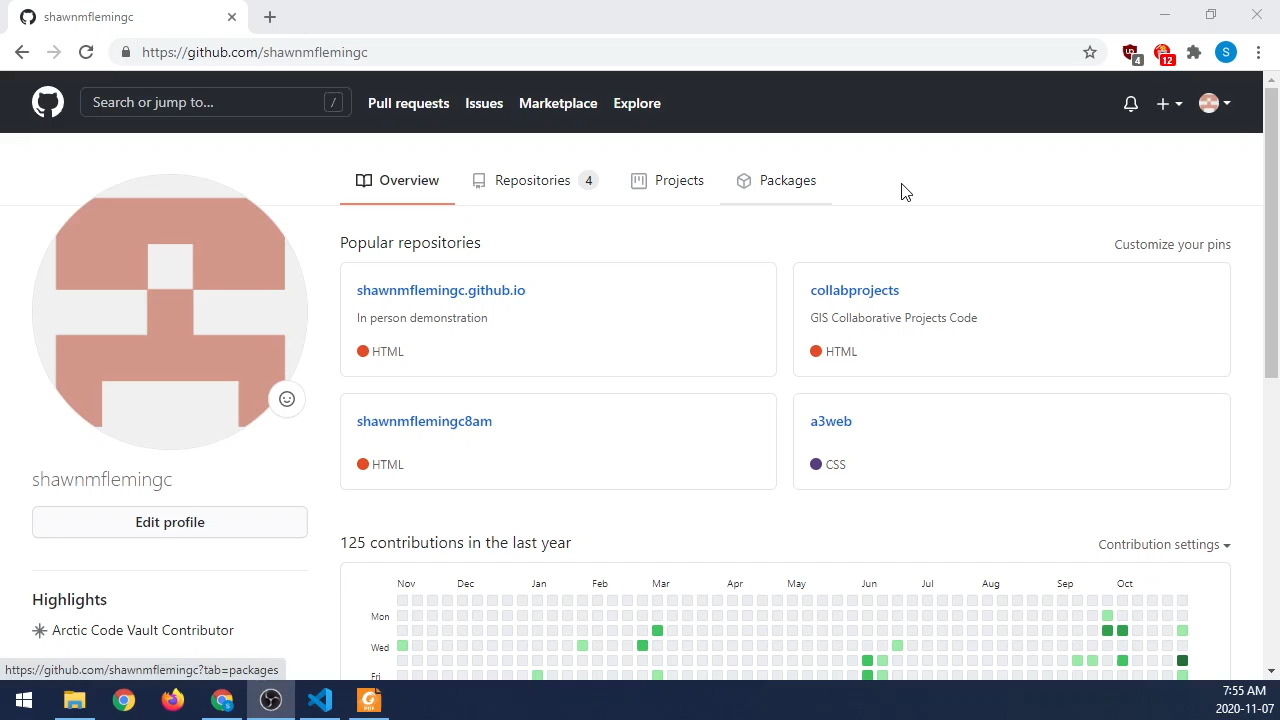 shawnmflemingc
https://github.com/shawnmflemingc
4
12
S
Search or jump to...
/
Pull requests
Issues
Marketplace
Explore
Overview
Repositories 4
Projects
Packages
Popular repositories
Customize your pins
shawnmflemingc.github.io
In person demonstration
HTML
collabprojects
GIS Collaborative Projects Code
HTML
shawnmflemingc8am
HTML
a3web
CSS
shawnmflemingc
Edit profile
Highlights
Arctic Code Vault Contributor
125 contributions in the last year
Contribution settings
Nov Dec Jan Feb Mar Apr May Jun Jul Aug Sep Oct
Mon
Wed
Fri
https://github.com/shawnmflemingc?tab=packages
7:55 AM
2020-11-07